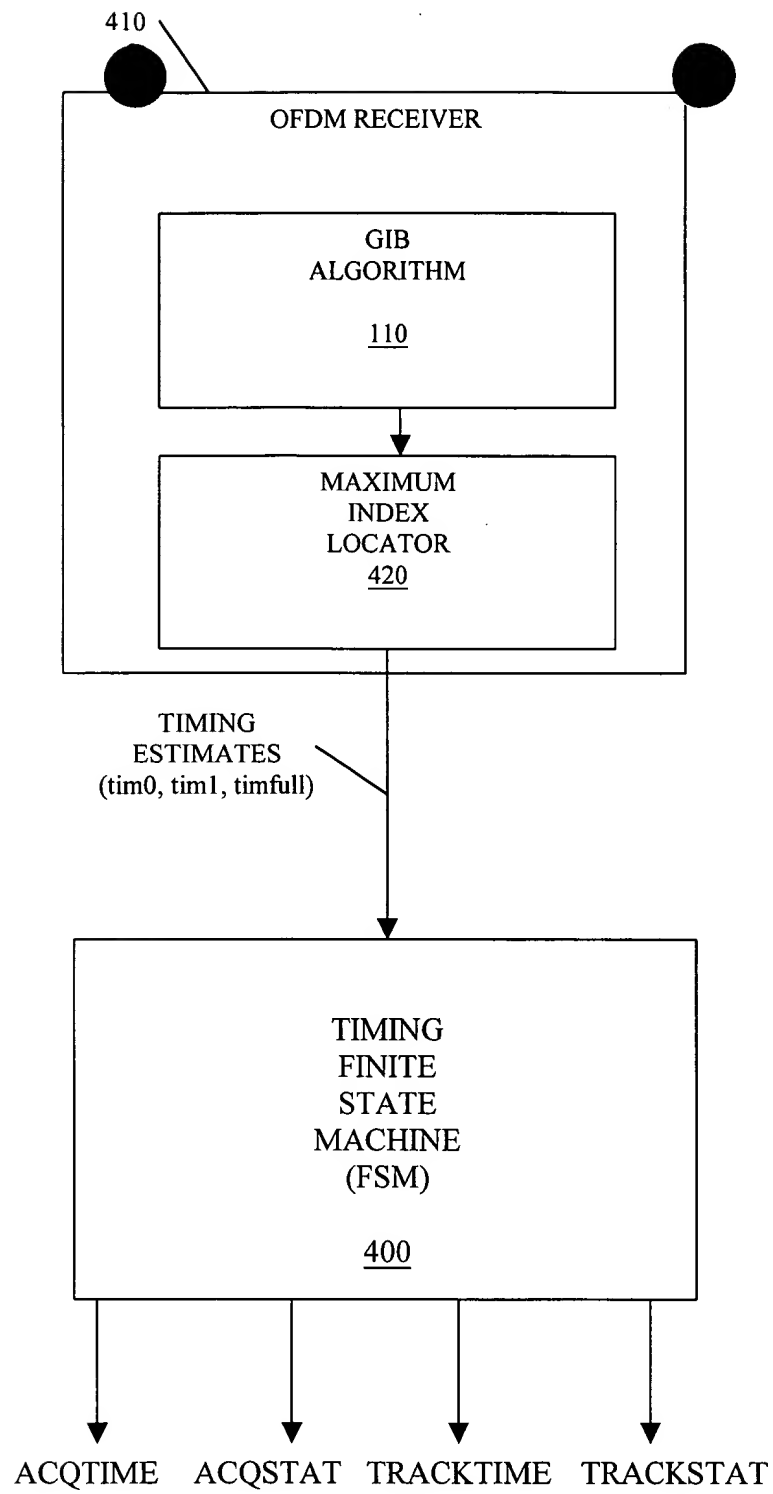 410
OFDM RECEIVER
GIB
ALGORITHM
110
MAXIMUM
INDEX
LOCATOR
420
TIMING
ESTIMATES
(tim0, tim1, timfull)
TIMING
FINITE
STATE
MACHINE
(FSM)
400
ACQTIME ACQSTAT TRACKTIME TRACKSTAT